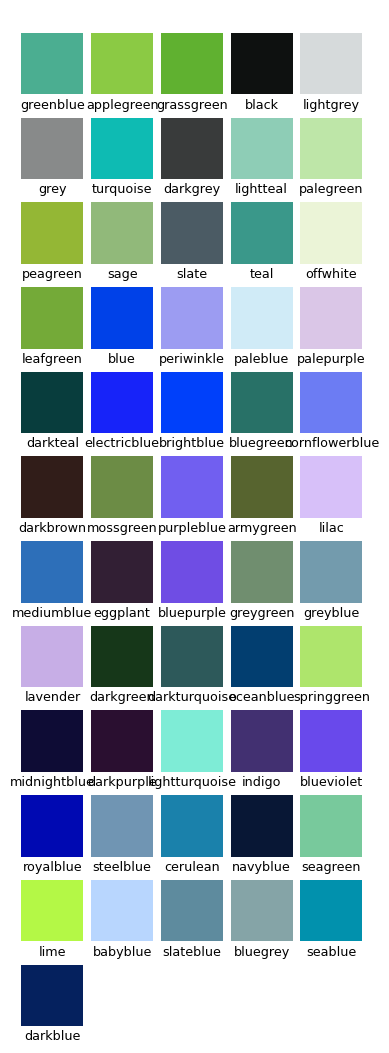 greenblue applegreen grassgreen black lightgrey
grey turquoise darkgrey lightteal palegreen
peagreen sage slate teal offwhite
leafgreen blue periwinkle paleblue palepurple
darkteal electricblue brightblue bluegreen cornflowerblue
darkbrown mossgreen purpleblue armygreen lilac
mediumblue eggplant bluepurple greygreen greyblue
lavender darkgreen darkturquoise oceanblue springgreen
midnightblue darkpurple lightturquoise indigo blueviolet
royalblue steelblue cerulean navyblue seagreen
lime babyblue slateblue bluegrey seablue
darkblue